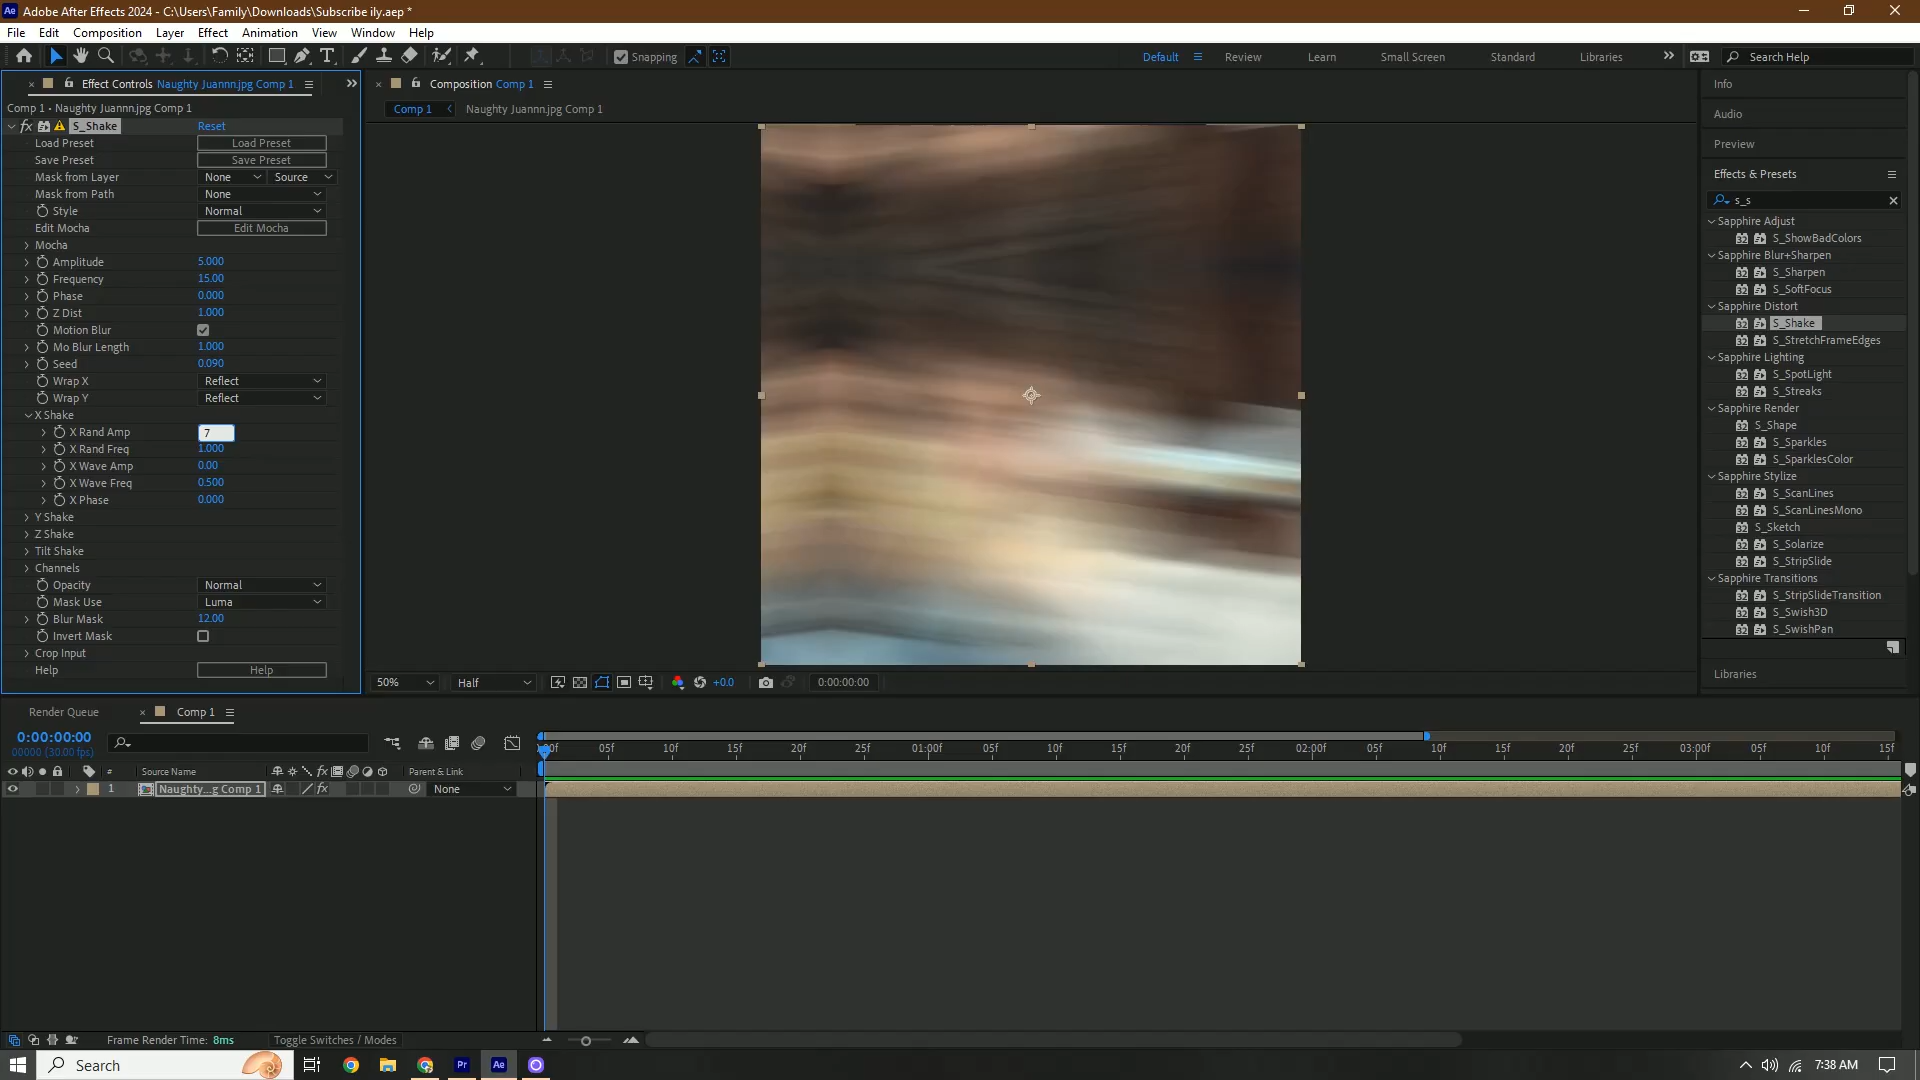 Adobe After Effects 2024 - C:\Users\Family\Downloads\Subscribe ily.aep *
File Edit Composition Layer Effect Animation View Window Help
Snapping Default Review Learn Small Screen Standard Libraries Search Help
Effect Controls Naughty Juannn.jpg Comp 1
Comp 1 • Naughty Juannn.jpg Comp 1
fx S_Shake Reset
Load Preset Load Preset
Save Preset Save Preset
Mask from Layer None Source
Mask from Path None
Style Normal
Edit Mocha Edit Mocha
Mocha
Amplitude 5.000
Frequency 15.00
Phase 0.000
Z Dist 1.000
Motion Blur
Mo Blur Length 1.000
Seed 0.090
Wrap X Reflect
Wrap Y Reflect
X Shake
X Rand Amp 7
X Rand Freq 1.000
X Wave Amp 0.00
X Wave Freq 0.500
X Phase 0.000
Y Shake
Z Shake
Tilt Shake
Channels
Opacity Normal
Mask Use Luma
Blur Mask 12.00
Invert Mask
Crop Input
Help Help
Composition Comp 1
Comp 1 Naughty Juannn.jpg Comp 1
50% Half +0.0 0:00:00:00
Info
Audio
Preview
Effects & Presets
s_s
Sapphire Adjust
S_ShowBadColors
Sapphire Blur+Sharpen
S_Sharpen
S_SoftFocus
Sapphire Distort
S_Shake
S_StretchFrameEdges
Sapphire Lighting
S_SpotLight
S_Streaks
Sapphire Render
S_Shape
S_Sparkles
S_SparklesColor
Sapphire Stylize
S_ScanLines
S_ScanLinesMono
S_Sketch
S_Solarize
S_StripSlide
Sapphire Transitions
S_StripSlideTransition
S_Swish3D
S_SwishPan
Libraries
Render Queue Comp 1
0:00:00:00
00000 (30.00 fps)
05f 10f 15f 20f 25f 01:00f 05f 10f 15f 20f 25f 02:00f 05f 10f 15f 20f 25f 03:00f 05f 10f 15f
# Source Name fx Parent & Link
1 Naughty...g Comp 1 fx None
Frame Render Time: 8ms Toggle Switches / Modes
Search Pr Ae 7:38 AM